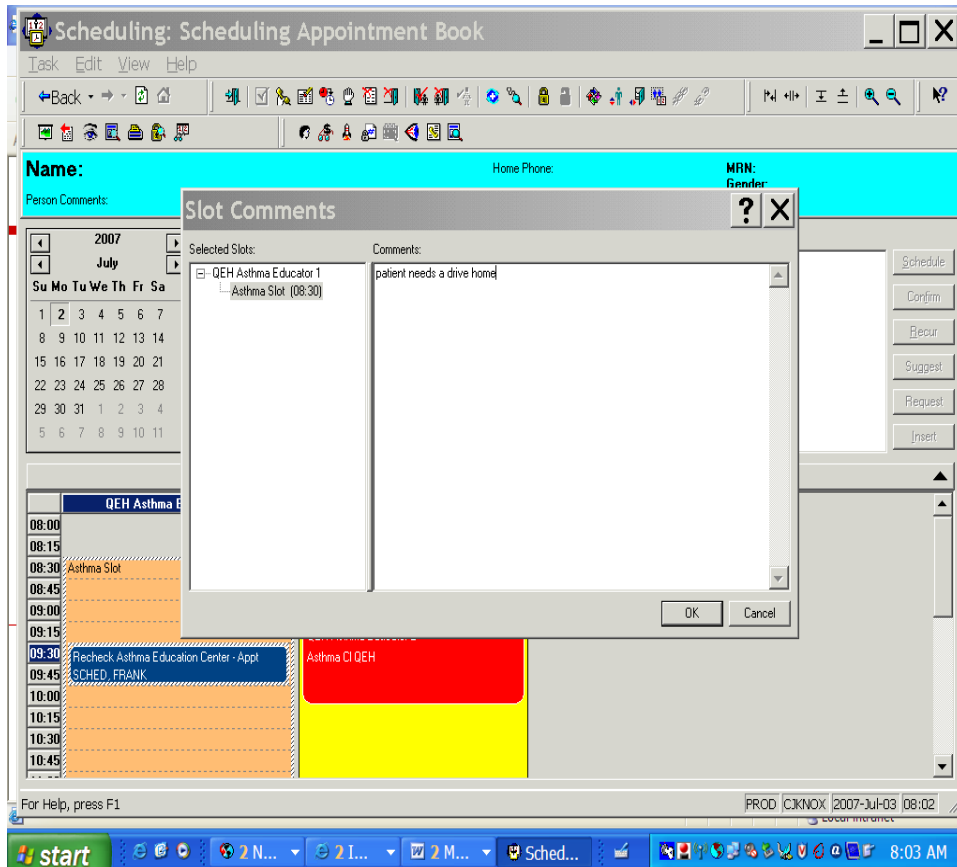 Scheduling: Scheduling Appointment Book
Task Edit View Help
Back
Name:
Home Phone:
MRN:
Gender:
Person Comments:
Slot Comments
Selected Slots:
Comments:
QEH Asthma Educator 1
Asthma Slot (08:30)
patient needs a drive home
OK
Cancel
2007
July
Su Mo Tu We Th Fr Sa
1 2 3 4 5 6 7
8 9 10 11 12 13 14
15 16 17 18 19 20 21
22 23 24 25 26 27 28
29 30 31 1 2 3 4
5 6 7 8 9 10 11
Schedule
Confirm
Recur
Suggest
Request
Insert
QEH Asthma E
08:00
08:15
08:30 Asthma Slot
08:45
09:00
09:15
09:30 Recheck Asthma Education Center - Appt
Asthma Cl QEH
09:45 SCHED, FRANK
10:00
10:15
10:30
10:45
For Help, press F1
PROD CJKNOX 2007-Jul-03 08:02
start 2 N... 2 I... 2 M... Sched... 8:03 AM